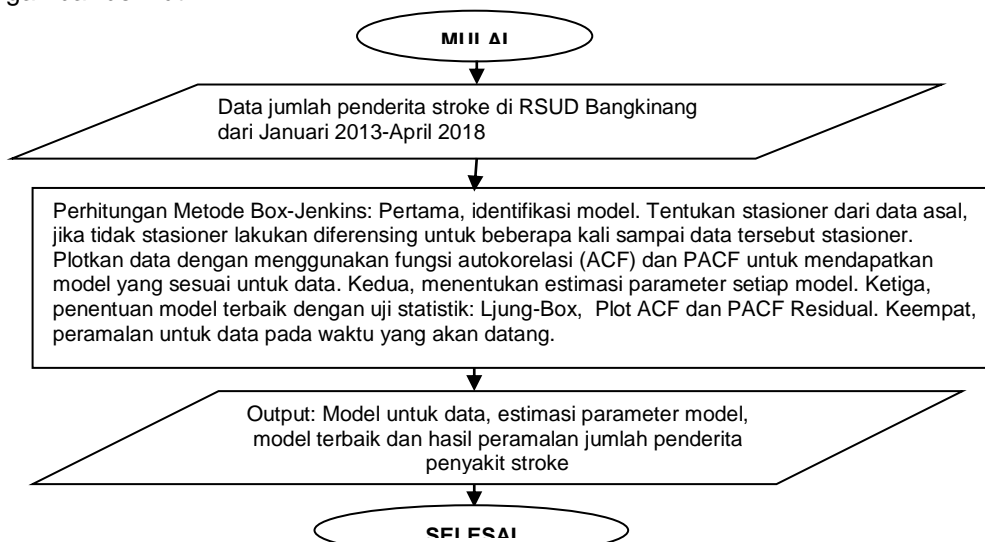 MULAI
Data jumlah penderita stroke di RSUD Bangkinang
dari Januari 2013-April 2018
Perhitungan Metode Box-Jenkins: Pertama, identifikasi model. Tentukan stasioner dari data asal,
jika tidak stasioner lakukan diferensing untuk beberapa kali sampai data tersebut stasioner.
Plotkan data dengan menggunakan fungsi autokorelasi (ACF) dan PACF untuk mendapatkan
model yang sesuai untuk data. Kedua, menentukan estimasi parameter setiap model. Ketiga,
penentuan model terbaik dengan uji statistik: Ljung-Box, Plot ACF dan PACF Residual. Keempat,
peramalan untuk data pada waktu yang akan datang.
Output: Model untuk data, estimasi parameter model,
model terbaik dan hasil peramalan jumlah penderita
penyakit stroke
SELESAI